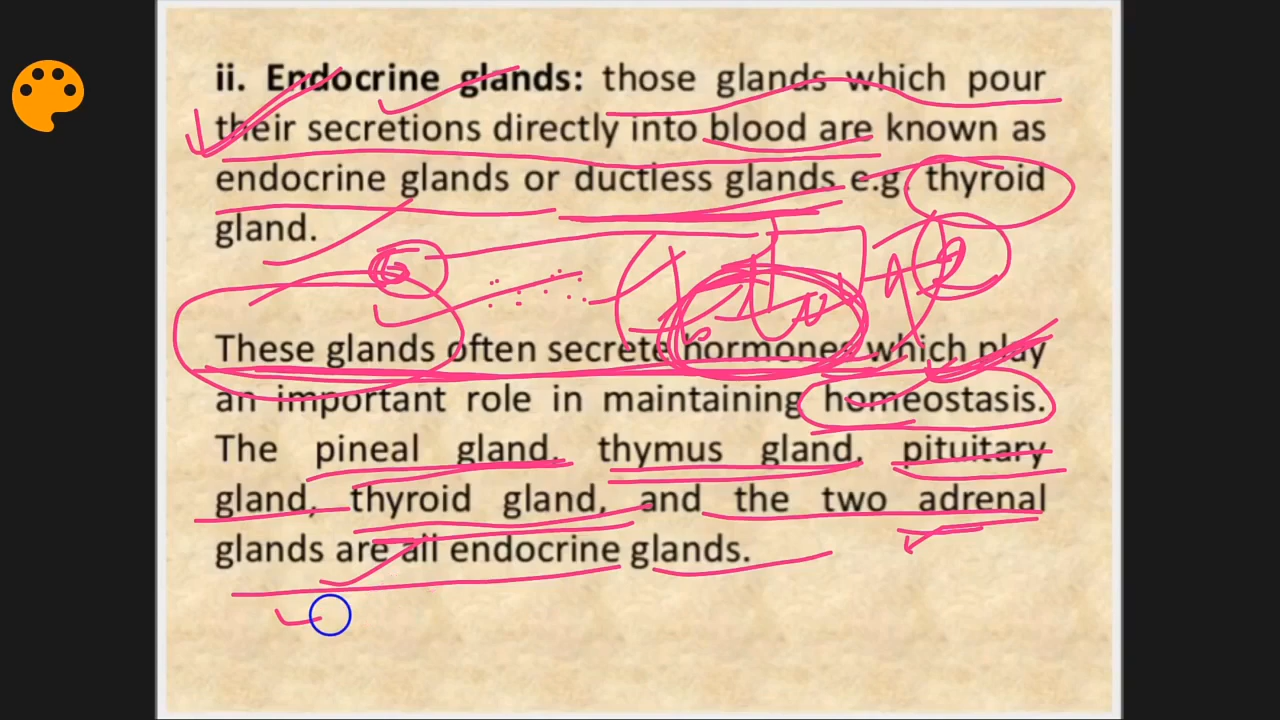 ii. Endocrine glands: those glands which pour
their secretions directly into blood are known as
endocrine glands or ductless glands e.g. thyroid
gland.
These glands often secrete hormones which play
an important role in maintaining homeostasis.
The pineal gland, thymus gland, pituitary
gland, thyroid gland, and the two adrenal
glands are all endocrine glands.